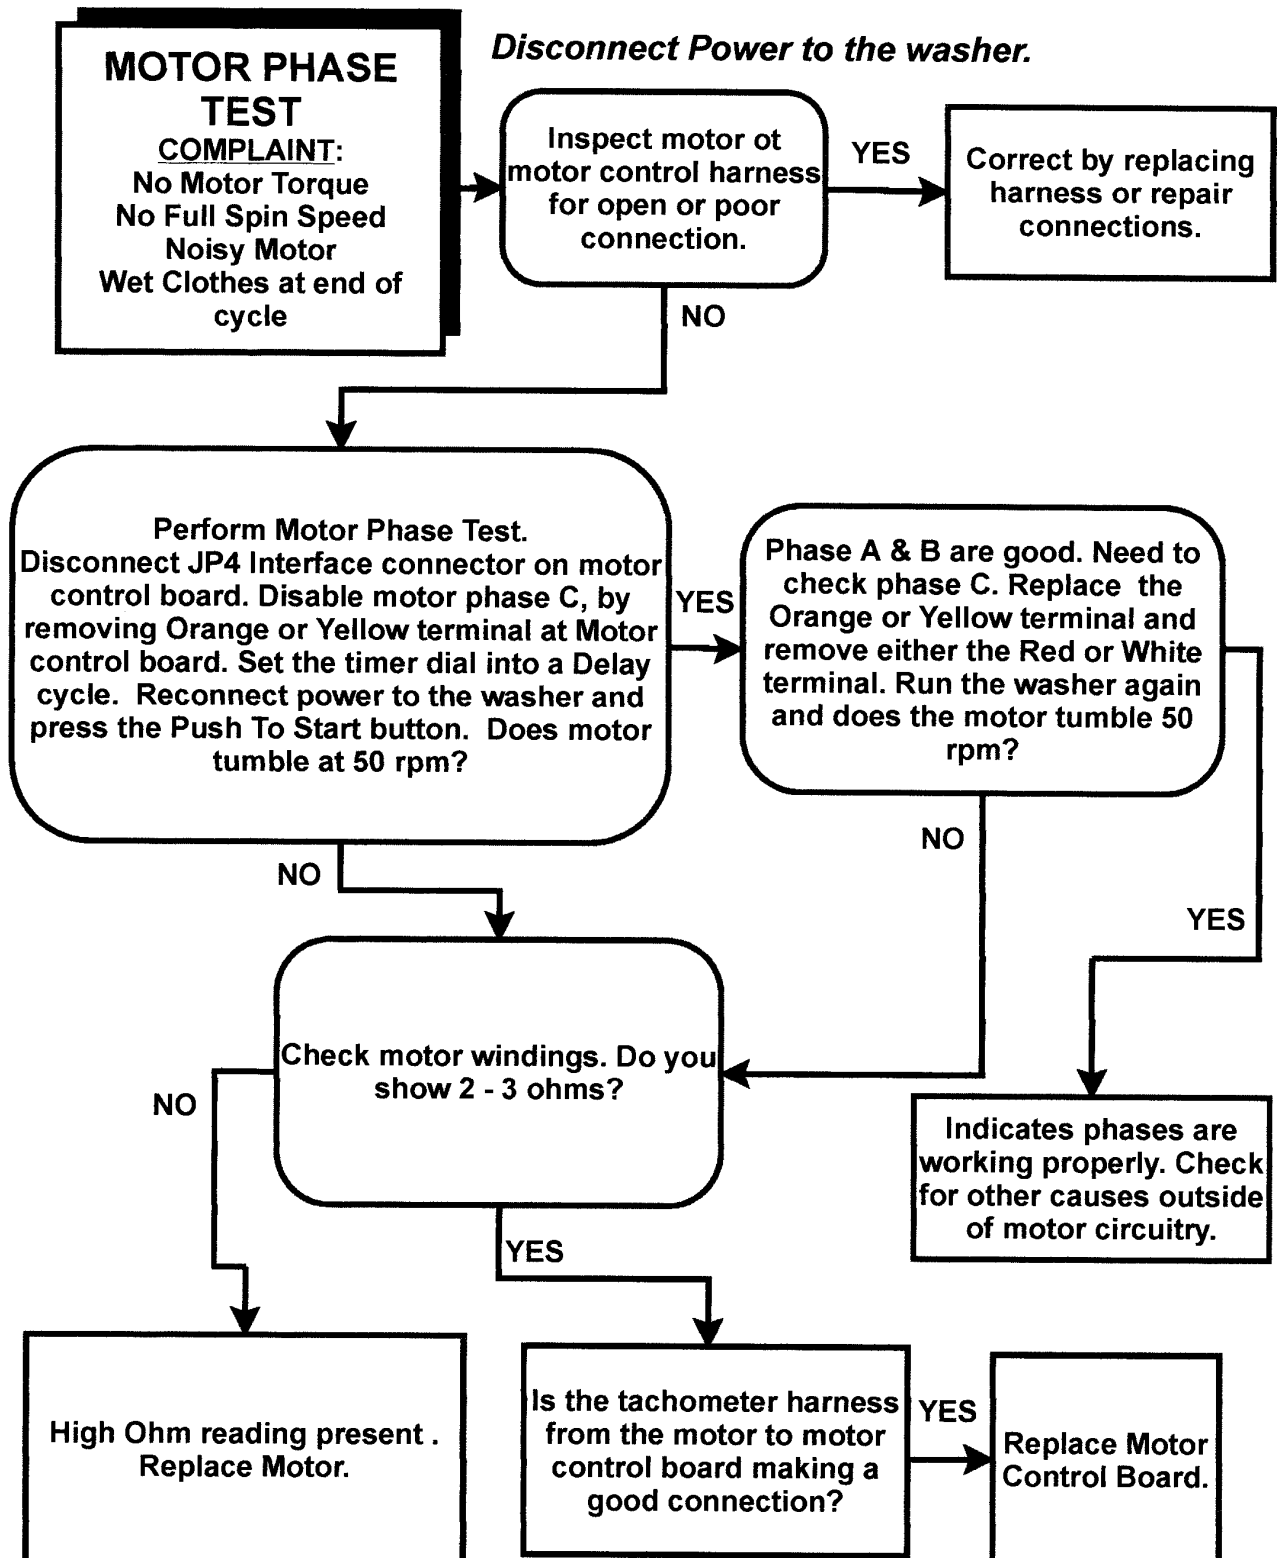 MOTOR PHASE
TEST
COMPLAINT:
No Motor Torque
No Full Spin Speed
Noisy Motor
Wet Clothes at end of
cycle
Disconnect Power to the washer.
Inspect motor ot
motor control harness
for open or poor
connection.
YES
Correct by replacing
harness or repair
connections.
NO
Perform Motor Phase Test.
Disconnect JP4 Interface connector on motor
control board. Disable motor phase C, by
removing Orange or Yellow terminal at Motor
control board. Set the timer dial into a Delay
cycle. Reconnect power to the washer and
press the Push To Start button. Does motor
tumble at 50 rpm?
YES
Phase A & B are good. Need to
check phase C. Replace the
Orange or Yellow terminal and
remove either the Red or White
terminal. Run the washer again
and does the motor tumble 50
rpm?
NO
NO
YES
Check motor windings. Do you
show 2 - 3 ohms?
NO
YES
Indicates phases are
working properly. Check
for other causes outside
of motor circuitry.
High Ohm reading present .
Replace Motor.
Is the tachometer harness
from the motor to motor
control board making a
good connection?
YES
Replace Motor
Control Board.